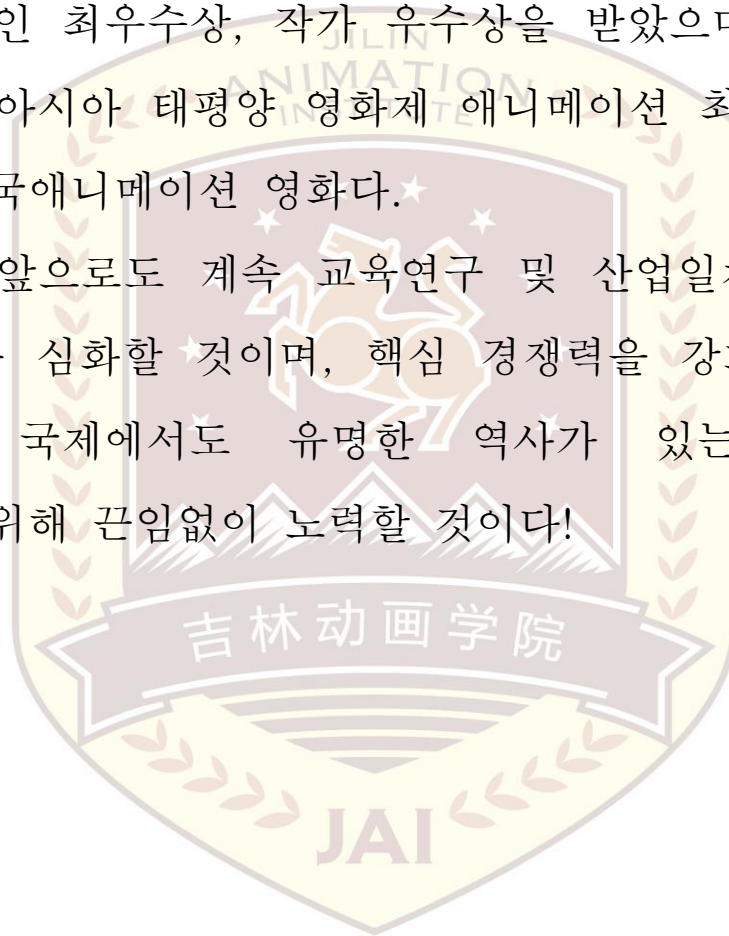 인 최우수상, 작가 유수상을 받았으며
아시아 태평양 영화제 애니메이션 최
국애니메이션 영화다.
앞으로도 계속 교육연구 및 산업일체
심화할 것이며, 핵심 경쟁력을 강
국제에서도 유명한 역사가 있는
위해 끈임없이 노력할 것이다!
JILIN
ANIMATION
INSTITUTE
吉林动画学院
JAI